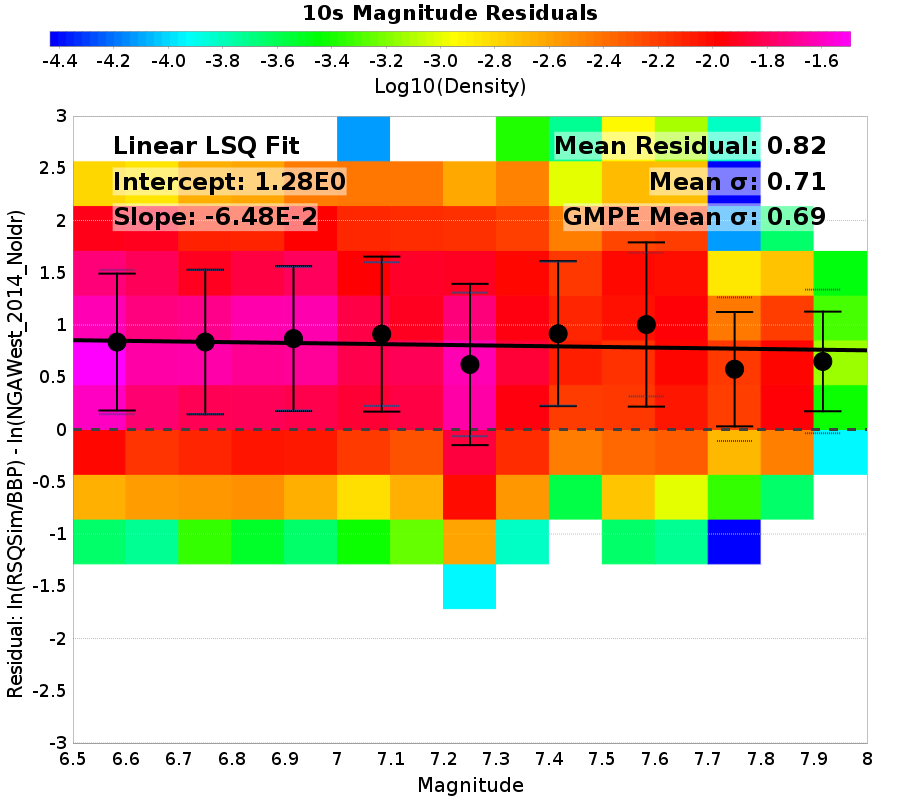 10s Magnitude Residuals
-4.4 -4.2 -4.0 -3.8 -3.6 -3.4 -3.2 -3.0 -2.8 -2.6 -2.4 -2.2 -2.0 -1.8 -1.6
Log10(Density)
Linear LSQ Fit
Intercept: 1.28E0
Slope: -6.48E-2
Mean Residual: 0.82
Mean σ: 0.71
GMPE Mean σ: 0.69
Residual: ln(RSQSim/BBP) - ln(NGAWest_2014_NoIdr)
3
2.5
2
1.5
1
0.5
0
-0.5
-1
-1.5
-2
-2.5
-3
6.5 6.6 6.7 6.8 6.9 7 7.1 7.2 7.3 7.4 7.5 7.6 7.7 7.8 7.9 8
Magnitude